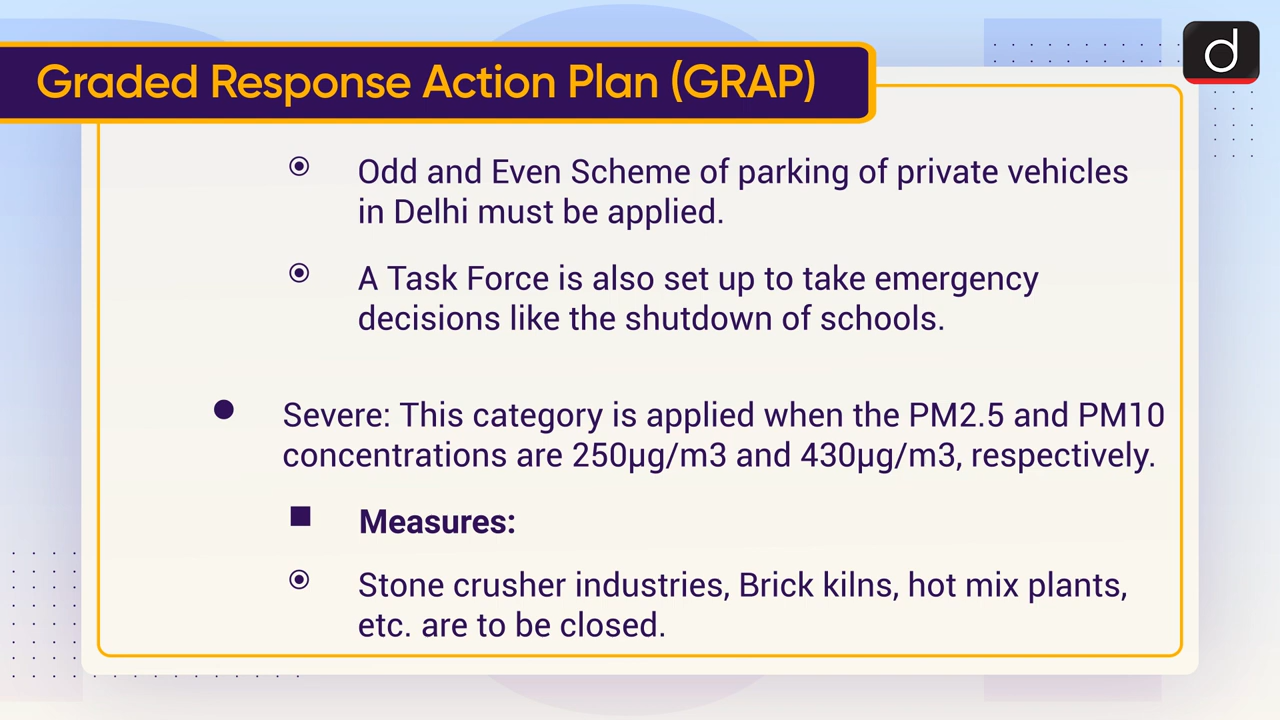 Graded Response Action Plan (GRAP)
d
Odd and Even Scheme of parking of private vehicles
in Delhi must be applied.
A Task Force is also set up to take emergency
decisions like the shutdown of schools.
Severe: This category is applied when the PM2.5 and PM10
concentrations are 250µg/m3 and 430µg/m3, respectively.
Measures:
Stone crusher industries, Brick kilns, hot mix plants,
etc. are to be closed.